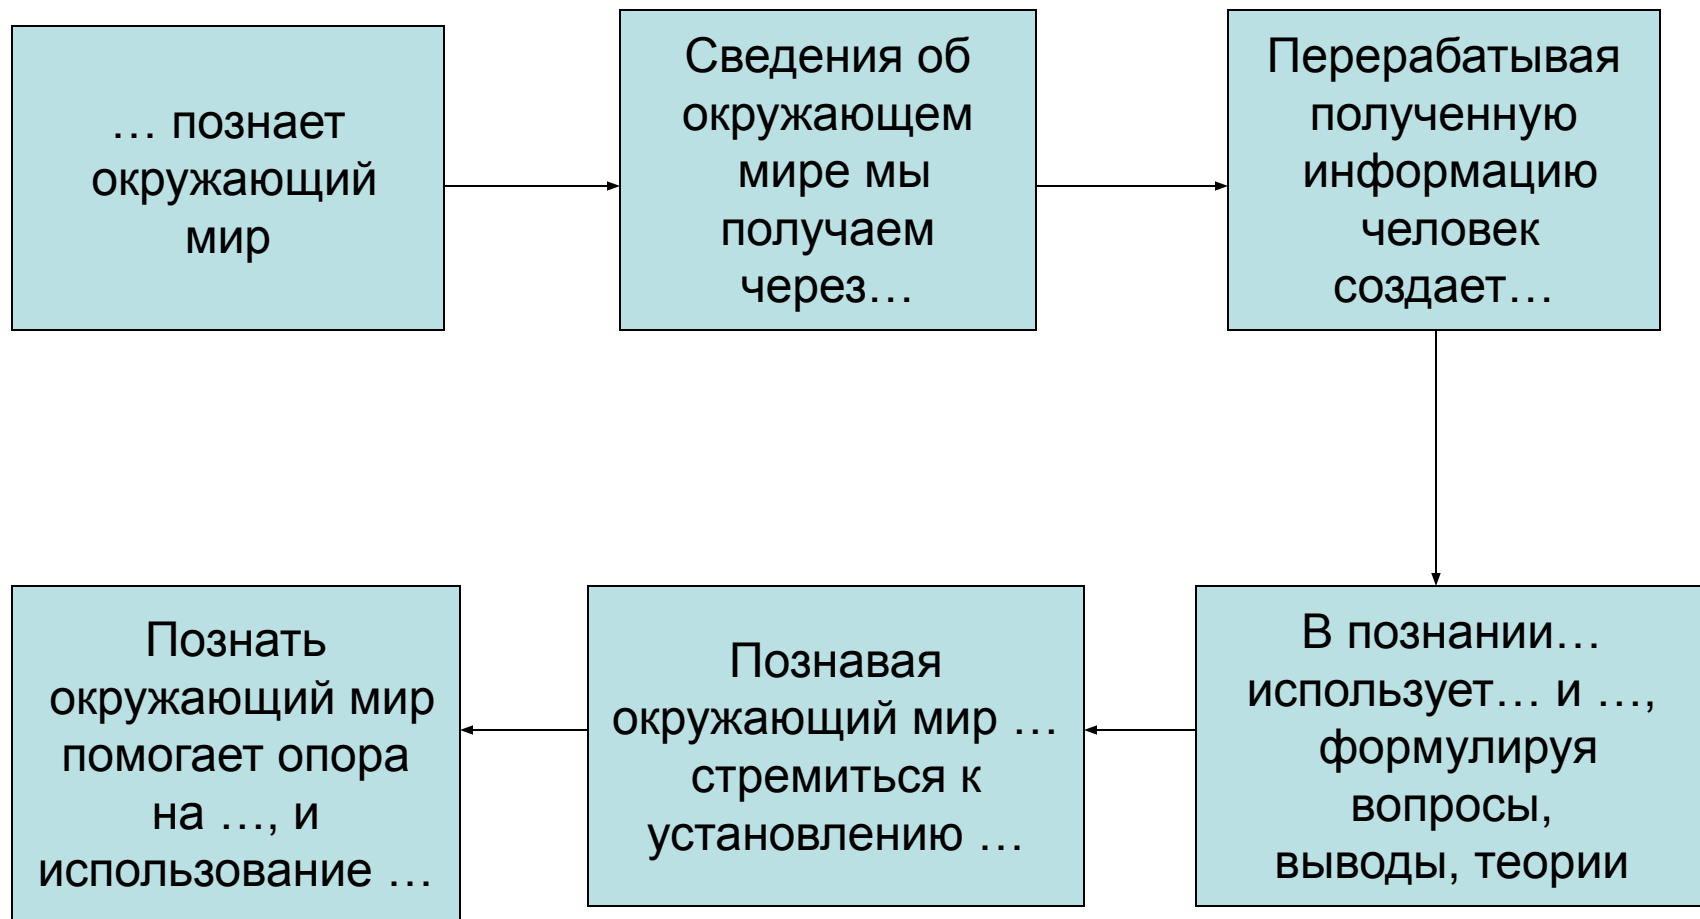 … познает
окружающий
мир
Сведения об
окружающем
мире мы
получаем
через…
Перерабатывая
полученную
информацию
человек
создает…
В познании…
использует… и …,
формулируя
вопросы,
выводы, теории
Познавая
окружающий мир …
стремиться к
установлению …
Познать
окружающий мир
помогает опора
на …, и
использование …